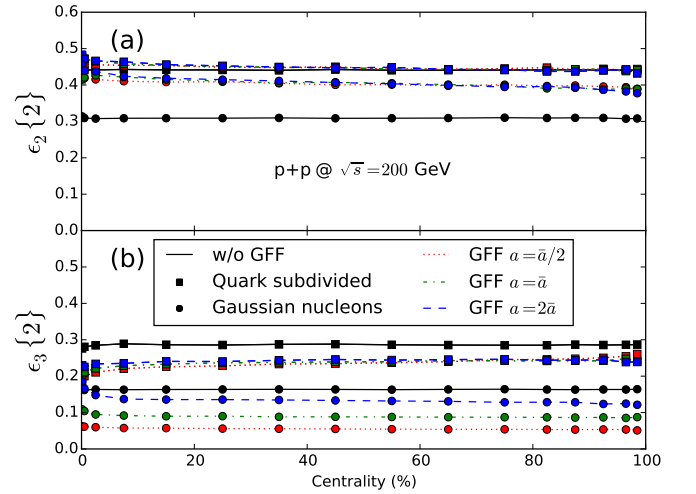 0.6
(a)
0.5
0.4
ϵ₂{2}
0.3
0.2
p+p @ √s = 200 GeV
0.1
0.0
(b)
w/o GFF
GFF a = ā/2
0.5
Quark subdivided
GFF a = ā
0.4
Gaussian nucleons
GFF a = 2ā
ϵ₃{2}
0.3
0.2
0.1
0.0
0 20 40 60 80 100
Centrality (%)